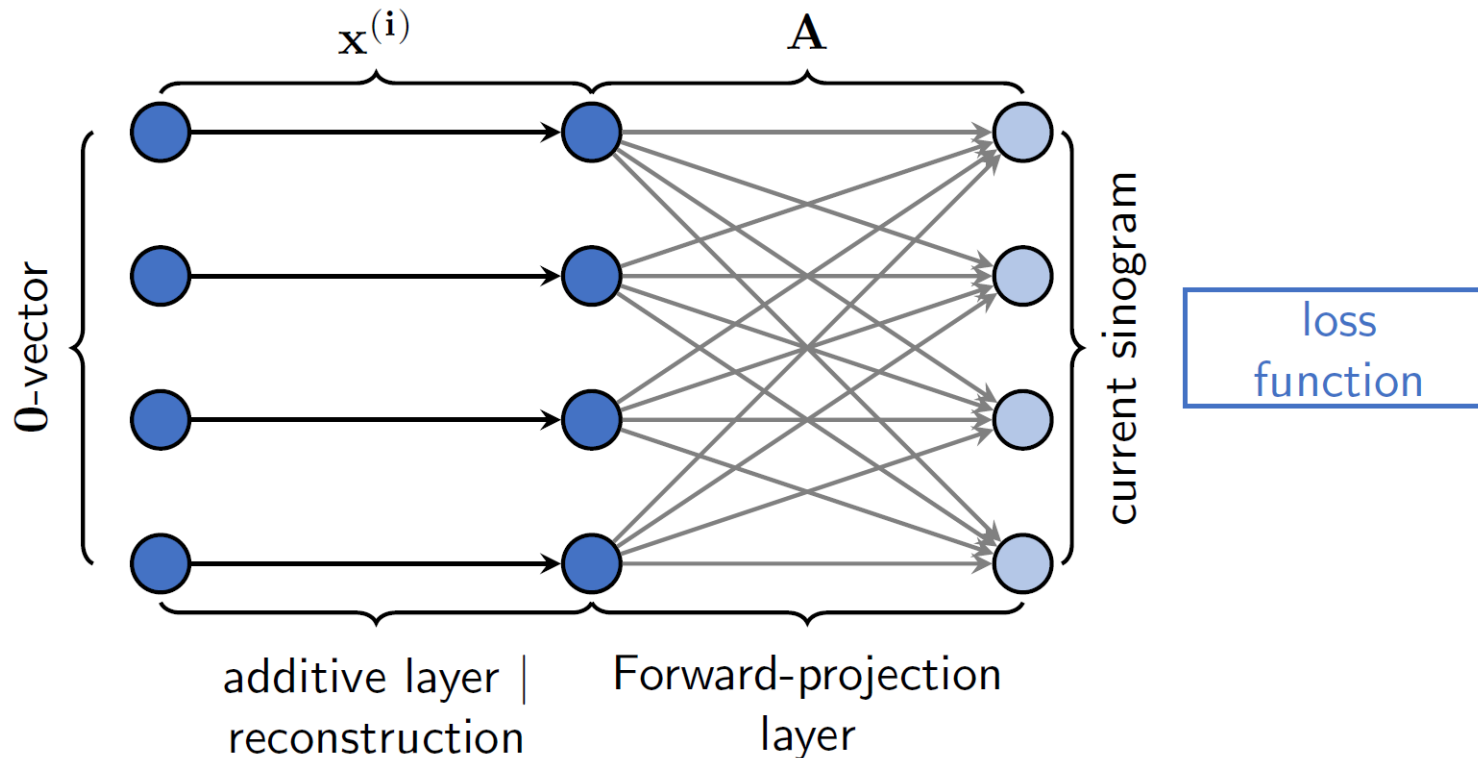 x^(i)
A
0-vector
current sinogram
loss
function
additive layer |
reconstruction
Forward-projection
layer